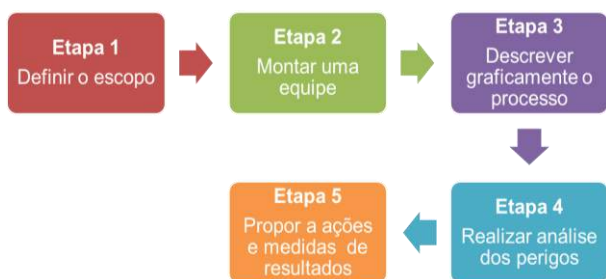 Etapa 1
Definir o escopo
Etapa 2
Montar uma
equipe
Etapa 3
Descrever
graficamente o
processo
Etapa 4
Realizar análise
dos perigos
Etapa 5
Propor a ações
e medidas de
resultados